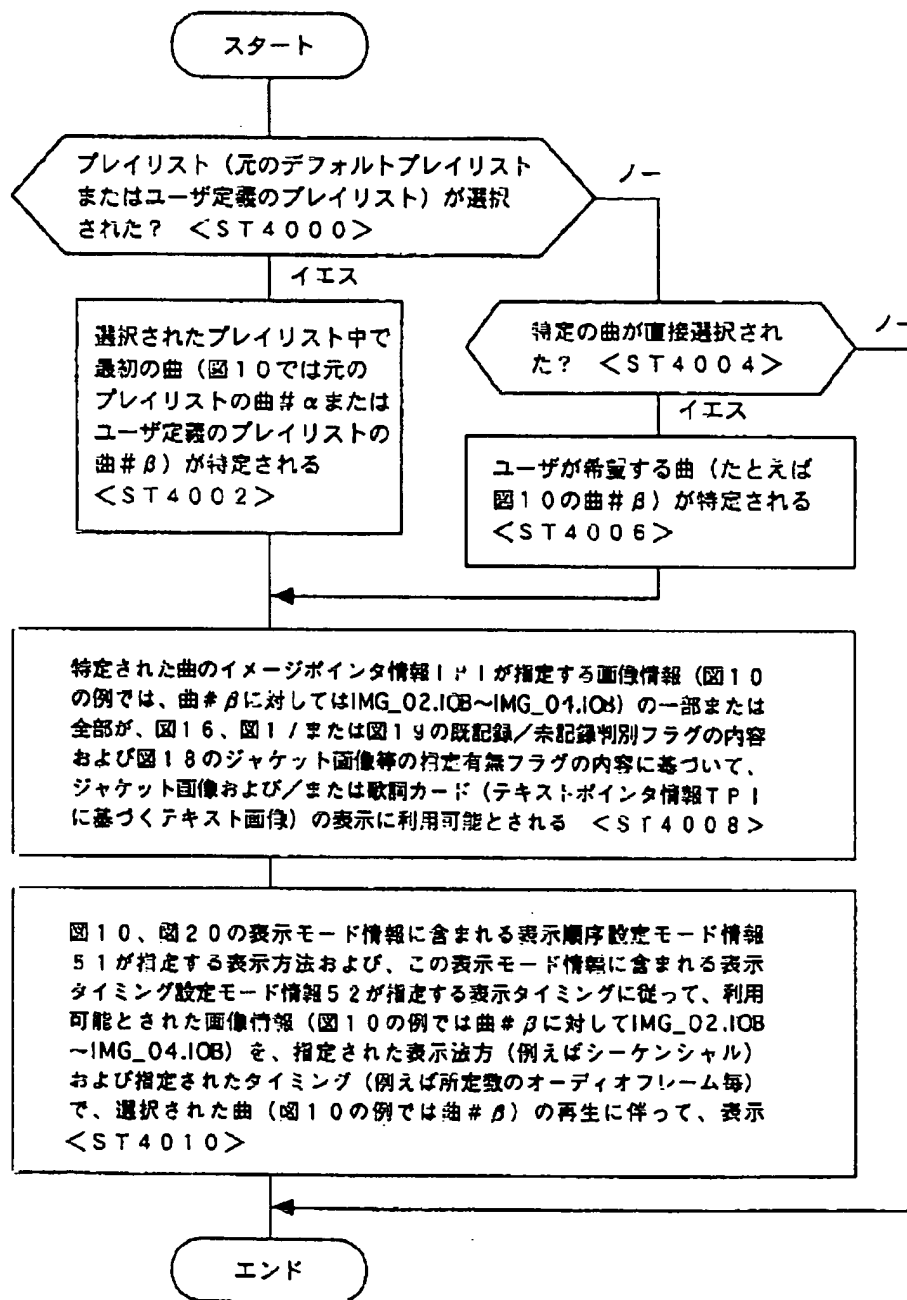 スタート
プレイリスト（元のデフォルトプレイリスト
またはユーザ定義のプレイリスト）が選択
された？ ＜ＳＴ４０００＞
ノー
イエス
選択されたプレイリスト中で
最初の曲（図１０では元の
プレイリストの曲＃αまたは
ユーザ定義のプレイリストの
曲＃β）が特定される
＜ＳＴ４００２＞
特定の曲が直接選択され
た？ ＜ＳＴ４００４＞
ノー
イエス
ユーザが希望する曲（たとえば
図１０の曲＃β）が特定される
＜ＳＴ４００６＞
特定された曲のイメージポインタ情報ＩＰＩが指定する画像情報（図１０
の例では、曲＃βに対してはIMG_02.IOB～IMG_04.IOB）の一部または
全部が、図１６、図１７または図１９の既記録／未記録判別フラグの内容
および図１８のジャケット画像等の指定有無フラグの内容に基づいて、
ジャケット画像および／または歌詞カード（テキストポインタ情報ＴＰＩ
に基づくテキスト画像）の表示に利用可能とされる ＜ＳＴ４００８＞
図１０、図２０の表示モード情報に含まれる表示順序設定モード情報
５１が指定する表示方法および、この表示モード情報に含まれる表示
タイミング設定モード情報５２が指定する表示タイミングに従って、利用
可能とされた画像情報（図１０の例では曲＃βに対してIMG_02.IOB
～IMG_04.IOB）を、指定された表示法方（例えばシーケンシャル）
および指定されたタイミング（例えば所定数のオーディオフレーム毎）
で、選択された曲（図１０の例では曲＃β）の再生に伴って、表示
＜ＳＴ４０１０＞
エンド